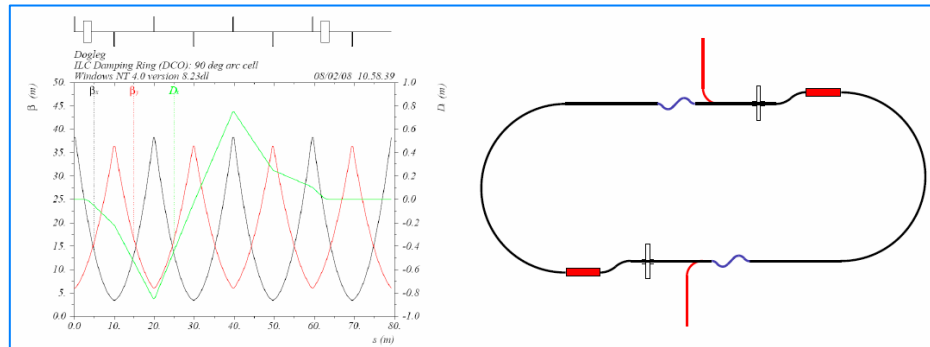 Dogleg
ILC Damping Ring (DCO): 90 deg arc cell
Windows NT 4.0 version 8.23dl 08/02/08 10.58.39
β (m)
50.
45.
40.
35.
30.
25.
20.
15.
10.
5.
0.0
βx βy Dx
1.0
0.8
0.6
0.4
0.2
0.0
-0.2
-0.4
-0.6
-0.8
-1.0
D (m)
0.0 10. 20. 30. 40. 50. 60. 70. 80.
s (m)